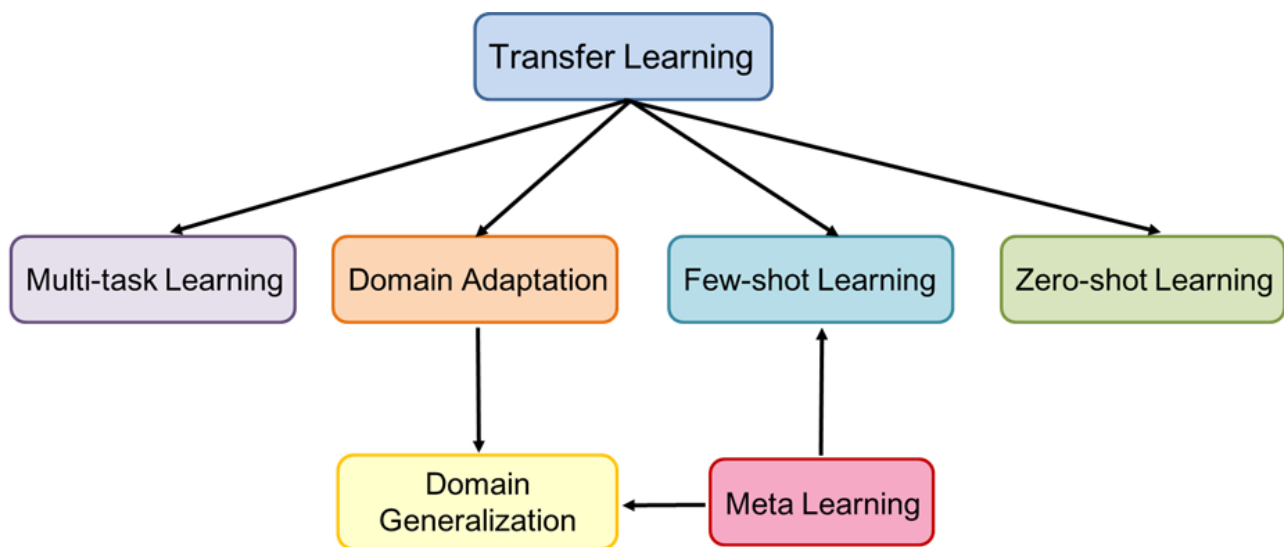 Transfer Learning
Multi-task Learning
Domain Adaptation
Few-shot Learning
Zero-shot Learning
Domain
Generalization
Meta Learning